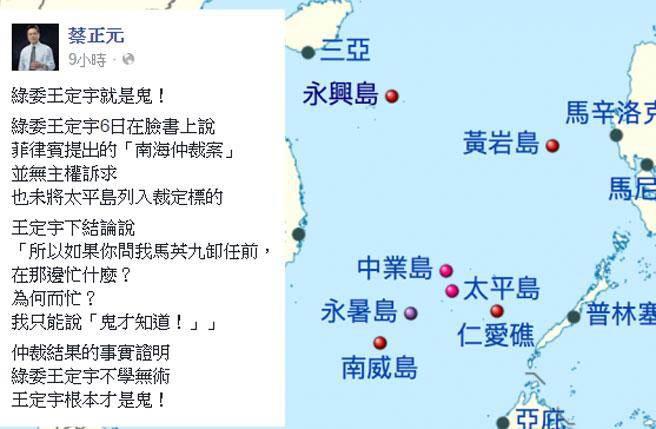 蔡正元
9小時
綠委王定宇就是鬼！
綠委王定宇6日在臉書上說
菲律賓提出的「南海仲裁案」
並無主權訴求
也未將太平島列入裁定標的
王定宇下結論說
「所以如果你問我馬英九卸任前，
在那邊忙什麼？
為何而忙？
我只能說「鬼才知道！」」
仲裁結果的事實證明
綠委王定宇不學無術
王定宇根本才是鬼！
三亞
永興島
馬辛洛克
黃岩島
馬尼
中業島
太平島
永暑島
仁愛礁
普林塞
南威島
亞庇